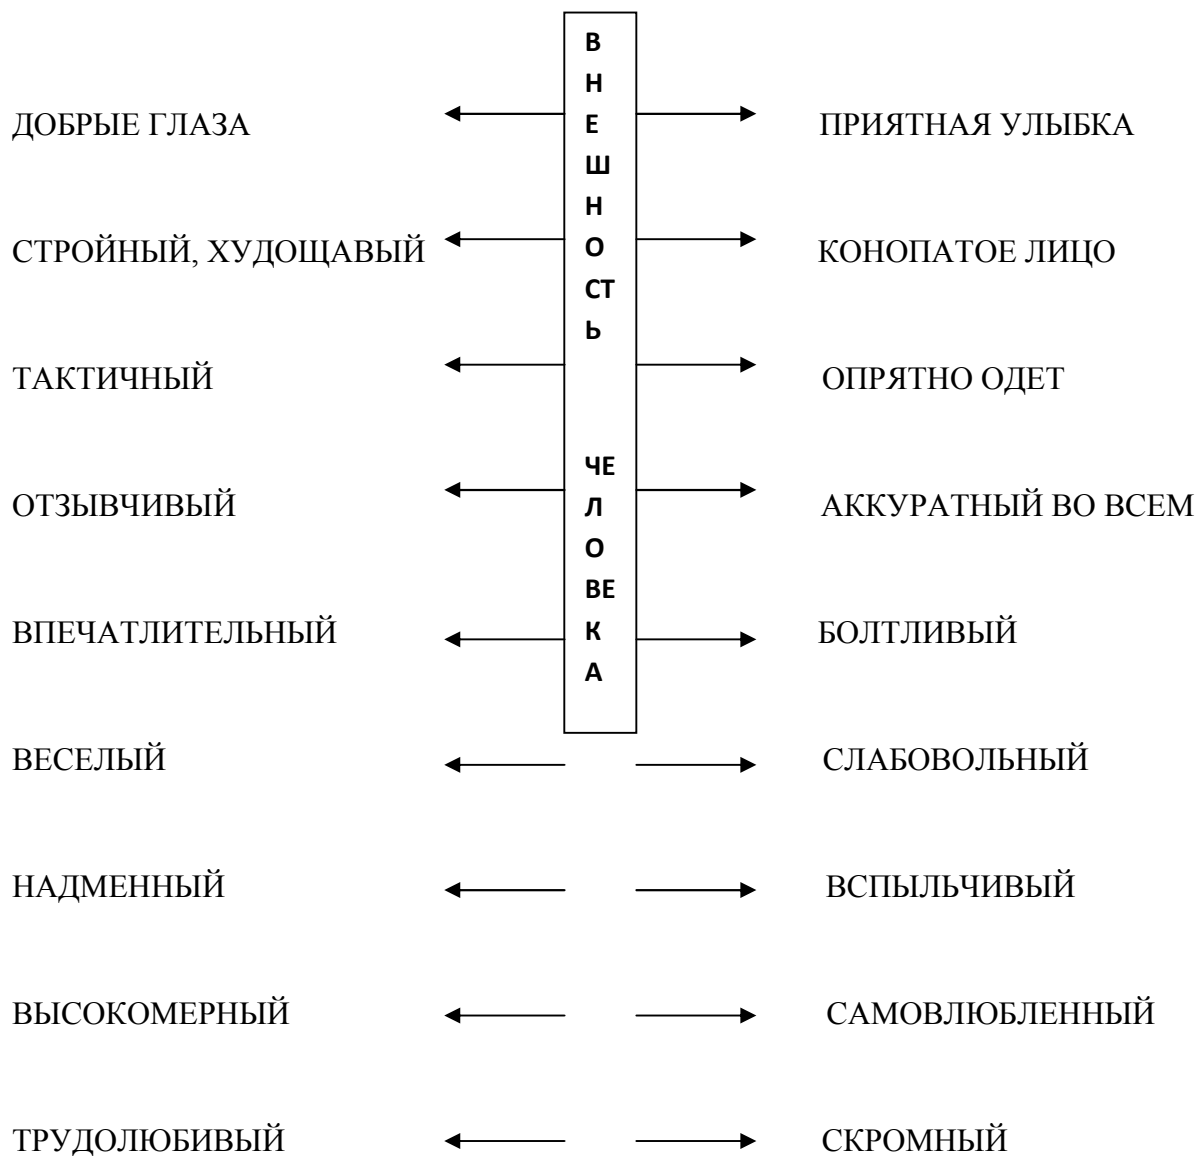 В
Н
Е
Ш
Н
О
СТ
Ь
ЧЕ
Л
О
ВЕ
К
А
ДОБРЫЕ ГЛАЗА
ПРИЯТНАЯ УЛЫБКА
СТРОЙНЫЙ, ХУДОЩАВЫЙ
КОНОПАТОЕ ЛИЦО
ТАКТИЧНЫЙ
ОПРЯТНО ОДЕТ
ОТЗЫВЧИВЫЙ
АККУРАТНЫЙ ВО ВСЕМ
ВПЕЧАТЛИТЕЛЬНЫЙ
БОЛТЛИВЫЙ
ВЕСЕЛЫЙ
СЛАБОВОЛЬНЫЙ
НАДМЕННЫЙ
ВСПЫЛЬЧИВЫЙ
ВЫСОКОМЕРНЫЙ
САМОВЛЮБЛЕННЫЙ
ТРУДОЛЮБИВЫЙ
СКРОМНЫЙ